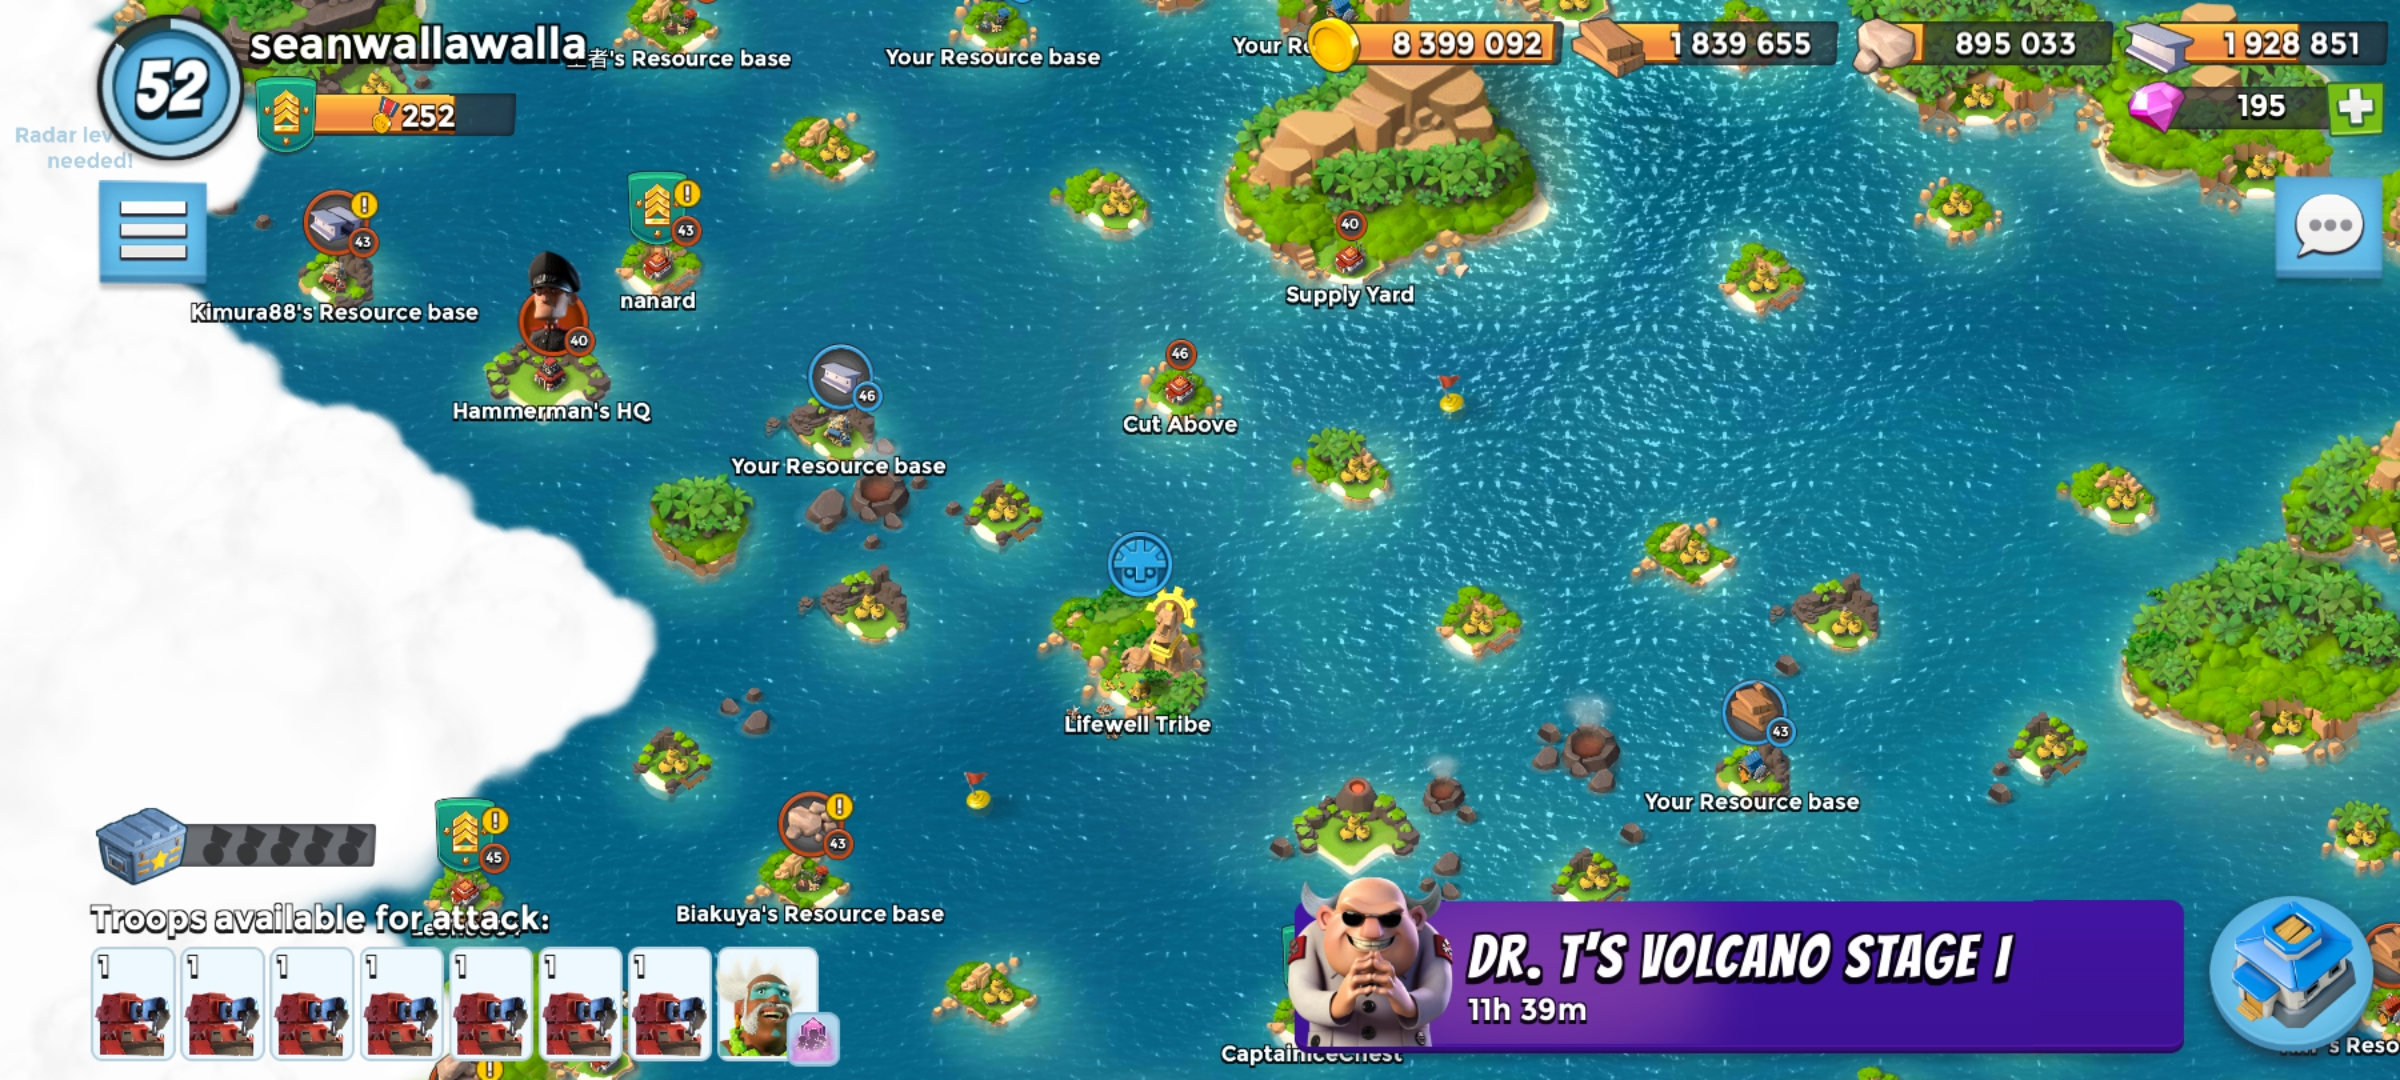 52
seanwallawalla
者's Resource base
Your Resource base
Your Re
8 399 092
1 839 655
895 033
1 928 851
252
195
Radar lev
needed!
43
Kimura88's Resource base
43
nanard
40
Hammerman's HQ
40
Supply Yard
46
Your Resource base
46
Cut Above
Lifewell Tribe
43
Your Resource base
45
43
Biakuya's Resource base
Troops available for attack:
1
1
1
1
1
1
1
DR. T'S VOLCANO STAGE I
11h 39m
CaptainIceChest
's Reso